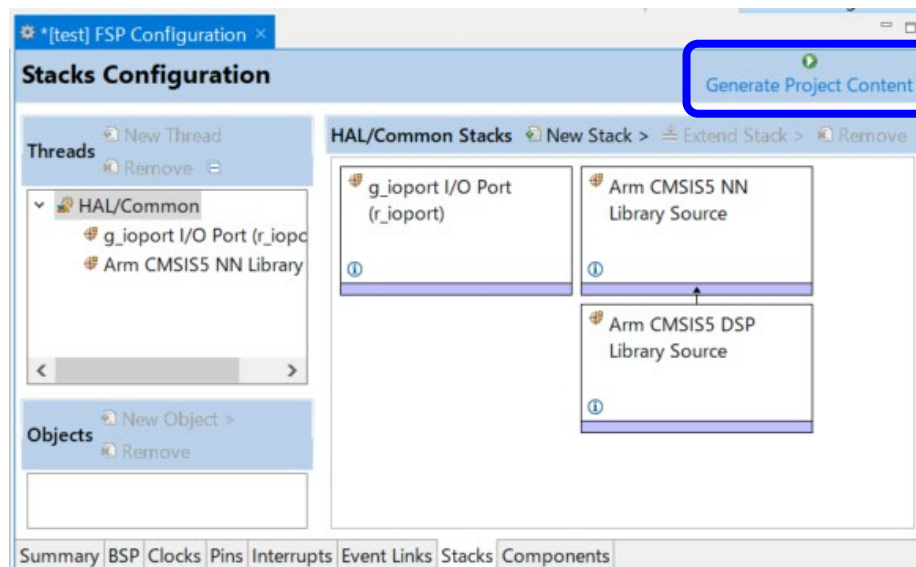 *[test] FSP Configuration ×
Stacks Configuration
Generate Project Content
Threads
New Thread
Remove
HAL/Common Stacks
New Stack >
Extend Stack >
Remove
HAL/Common
g_ioport I/O Port (r_iopo
Arm CMSIS5 NN Library
g_ioport I/O Port
(r_ioport)
Arm CMSIS5 NN
Library Source
Arm CMSIS5 DSP
Library Source
Objects
New Object >
Remove
Summary BSP Clocks Pins Interrupts Event Links Stacks Components